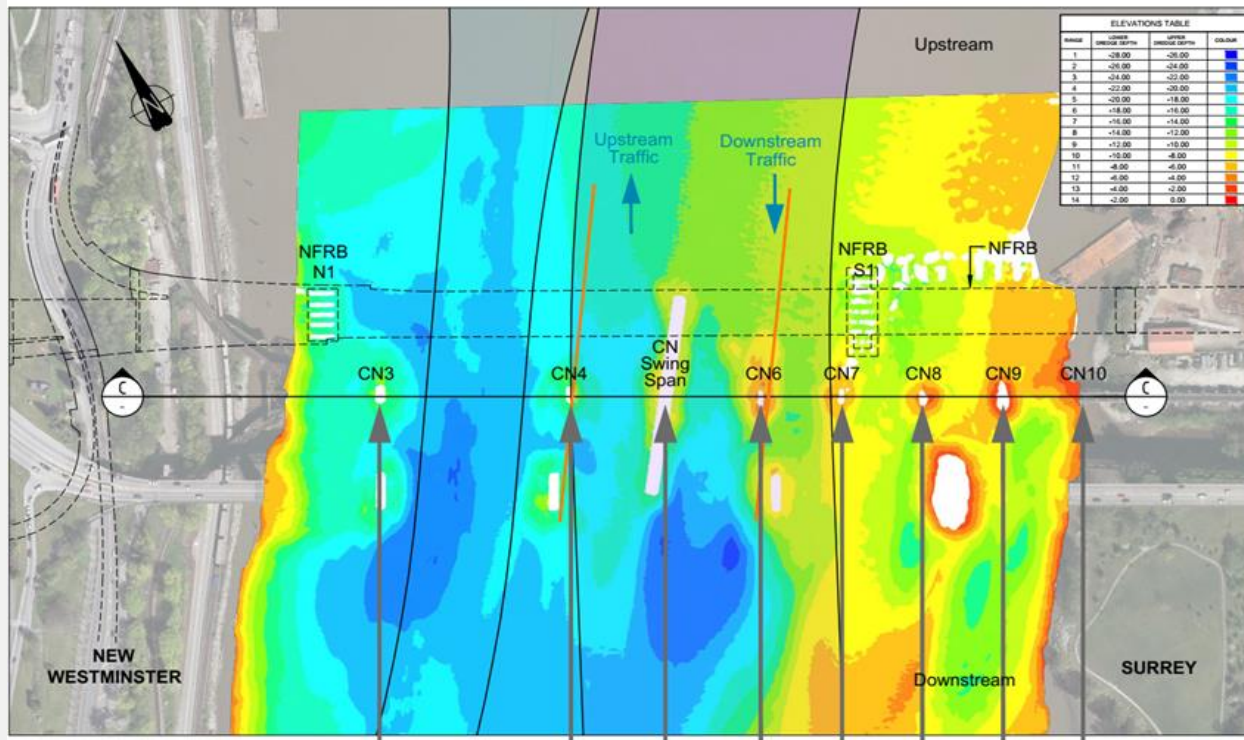 Upstream
ELEVATIONS TABLE
RANGE LOWER DREDGE DEPTH UPPER DREDGE DEPTH COLOUR
1 -28.00 -26.00
2 -26.00 -24.00
3 -24.00 -22.00
4 -22.00 -20.00
5 -20.00 -18.00
6 -18.00 -16.00
7 -16.00 -14.00
8 -14.00 -12.00
9 -12.00 -10.00
10 -10.00 -8.00
11 -8.00 -6.00
12 -6.00 -4.00
13 -4.00 -2.00
14 -2.00 0.00
N
Upstream
Traffic
Downstream
Traffic
NFRB
N1
NFRB
S1
NFRB
CN
Swing
Span
CN3
CN4
CN6
CN7
CN8
CN9
CN10
C
-
C
-
NEW
WESTMINSTER
Downstream
SURREY